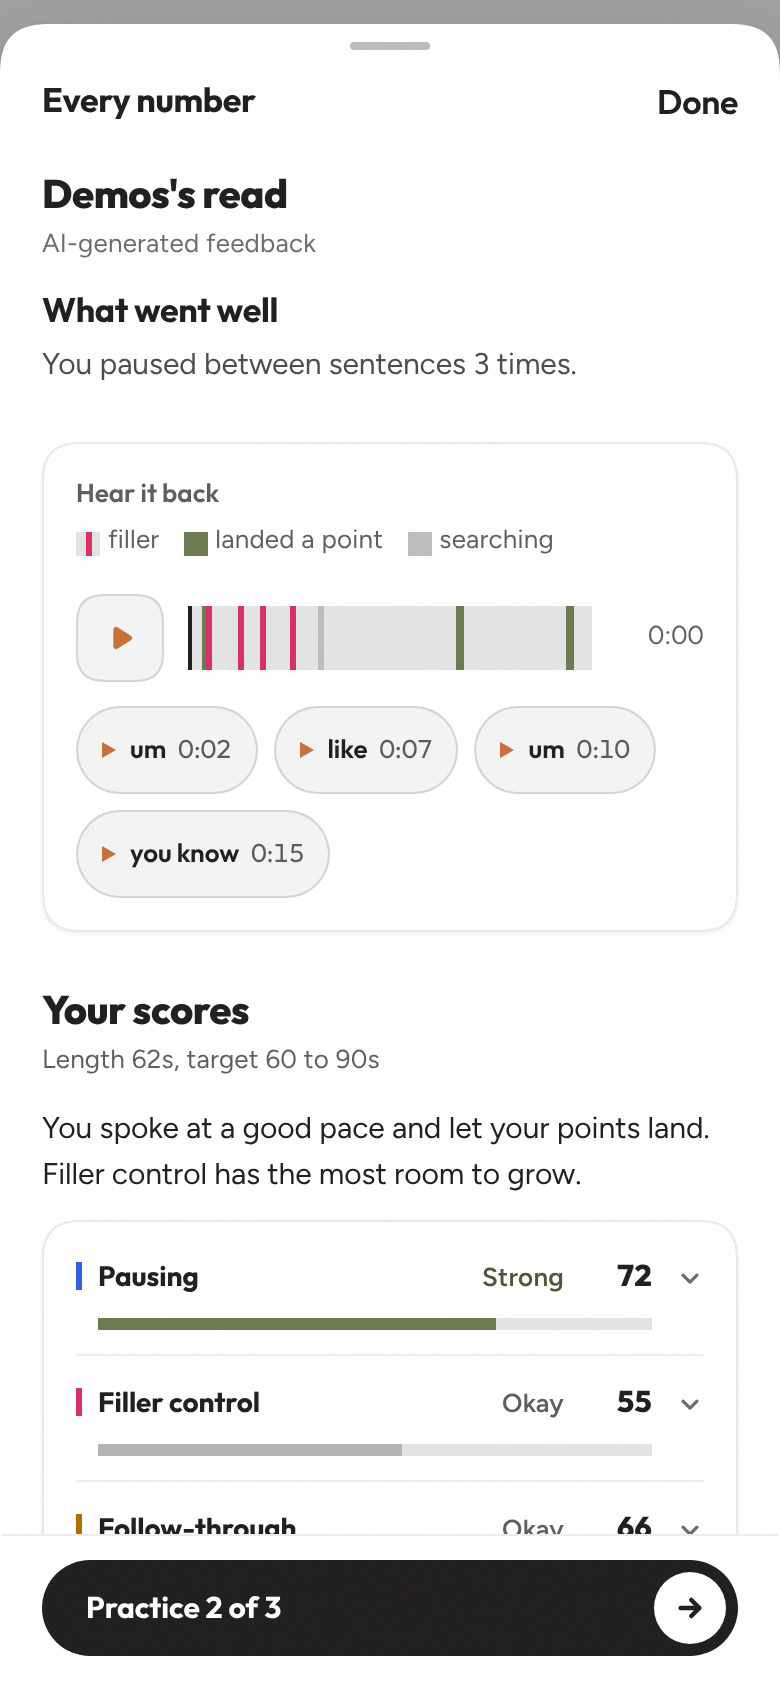 Every number
Done
Demos's read
AI-generated feedback
What went well
You paused between sentences 3 times.
Hear it back
filler landed a point searching
0:00
um 0:02 like 0:07 um 0:10
you know 0:15
Your scores
Length 62s, target 60 to 90s
You spoke at a good pace and let your points land.
Filler control has the most room to grow.
Pausing Strong 72
Filler control Okay 55
Follow-through Okay 66
Practice 2 of 3